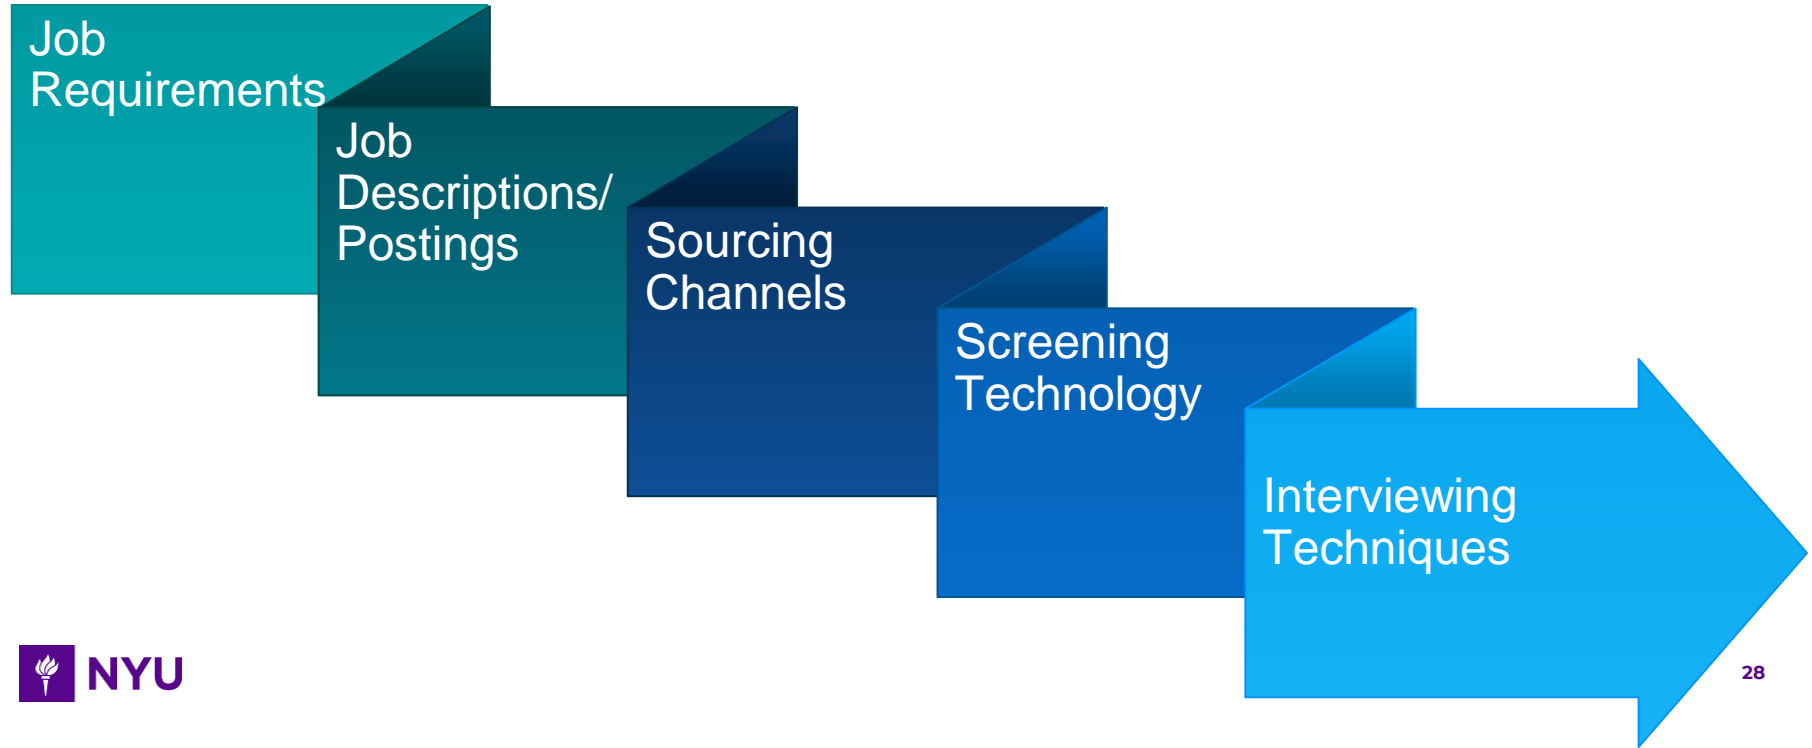 Job
Requirements
Job
Descriptions/
Postings
Sourcing
Channels
Screening
Technology
Interviewing
Techniques
NYU
28